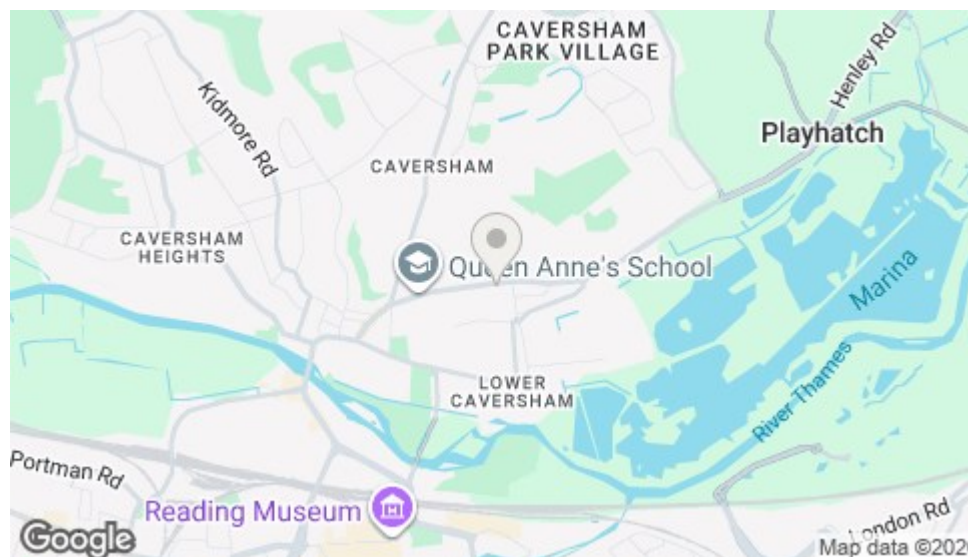 CAVERSHAM
PARK VILLAGE
Henley Rd
Playhatch
Kidmore Rd
CAVERSHAM
CAVERSHAM
HEIGHTS
Queen Anne's School
Marina
River Thames
LOWER
CAVERSHAM
Portman Rd
Reading Museum
London Rd
Google
Map data ©202